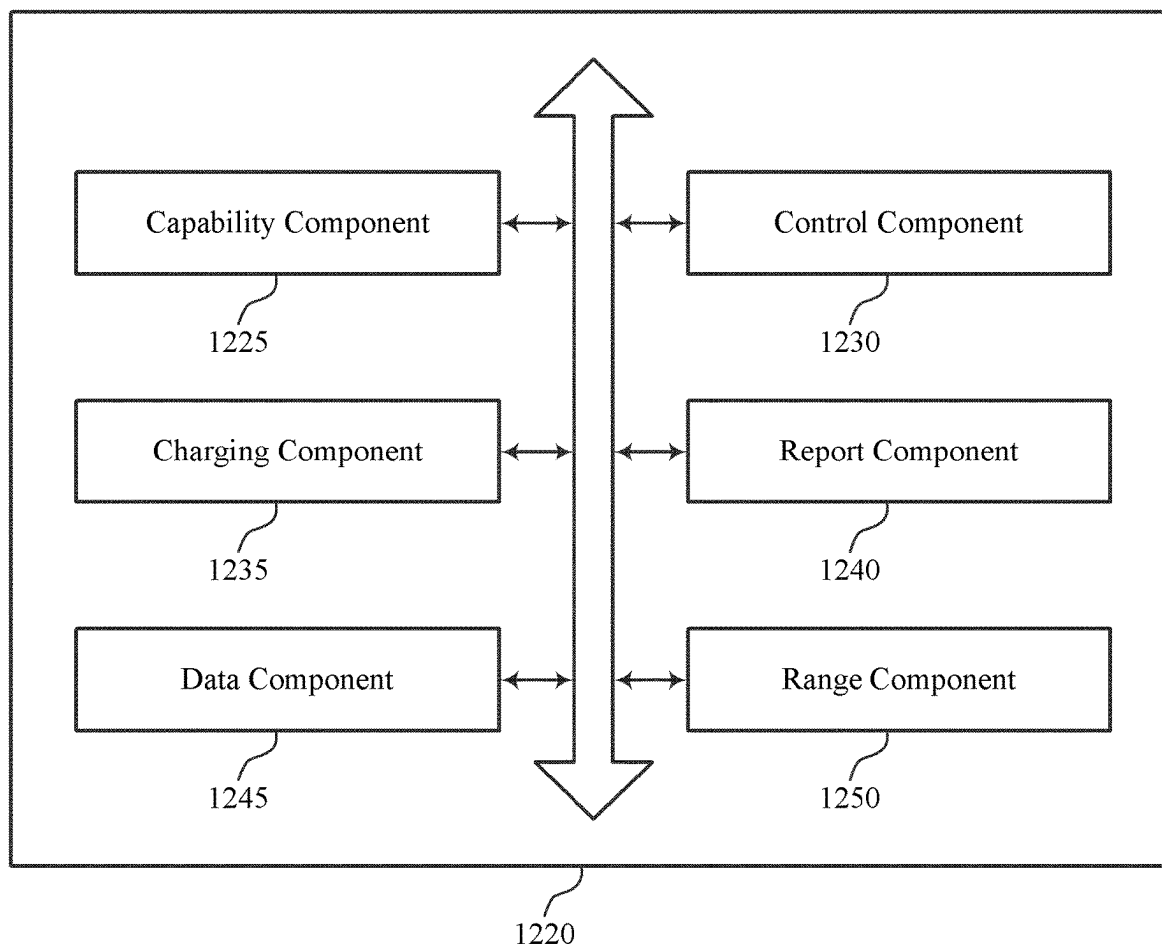 Capability Component
Control Component
1225
1230
Charging Component
Report Component
1235
1240
Data Component
Range Component
1245
1250
1220